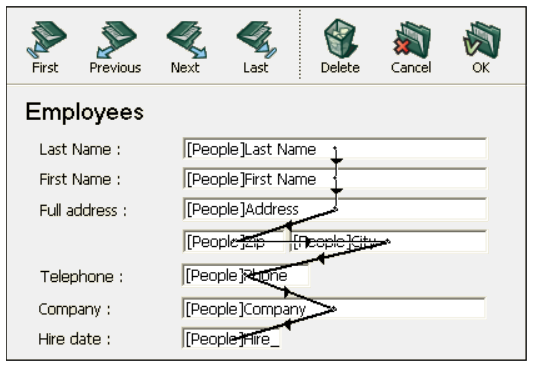 First Previous Next Last Delete Cancel OK
Employees
Last Name : [People]Last Name
First Name : [People]First Name
Full address : [People]Address
[People]Zip [People]City
Telephone : [People]Phone
Company : [People]Company
Hire date : [People]Hire_